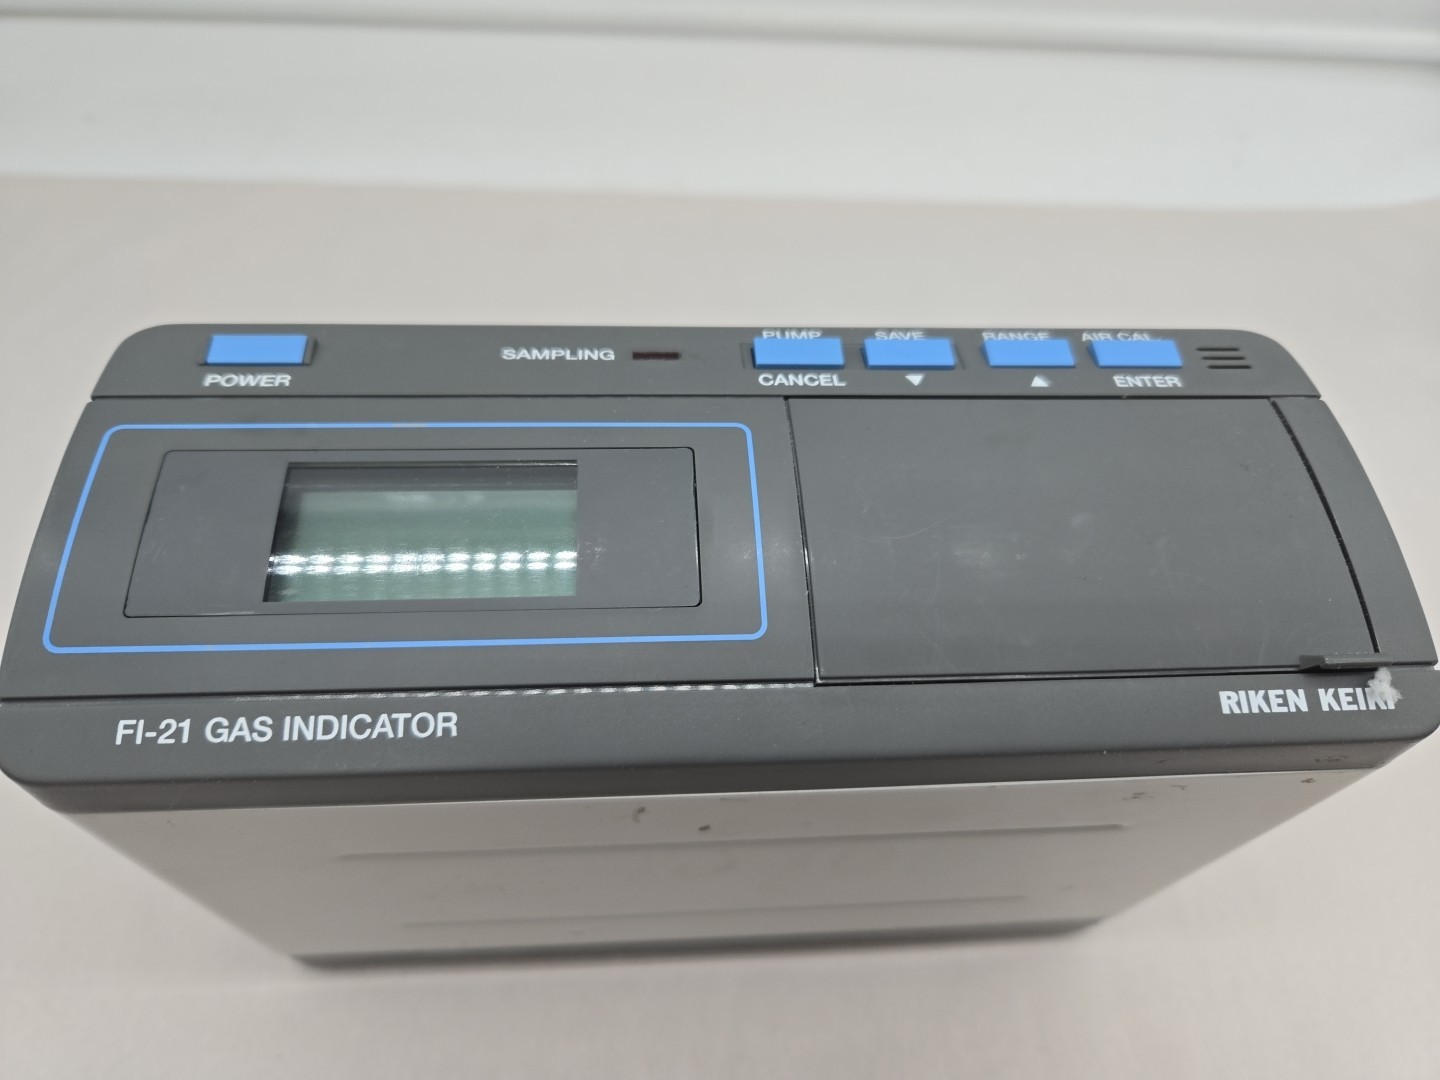 PUMP SAVE RANGE AIR CAL.
SAMPLING
POWER CANCEL ▼ ▲ ENTER
FI-21 GAS INDICATOR
RIKEN KEIKI